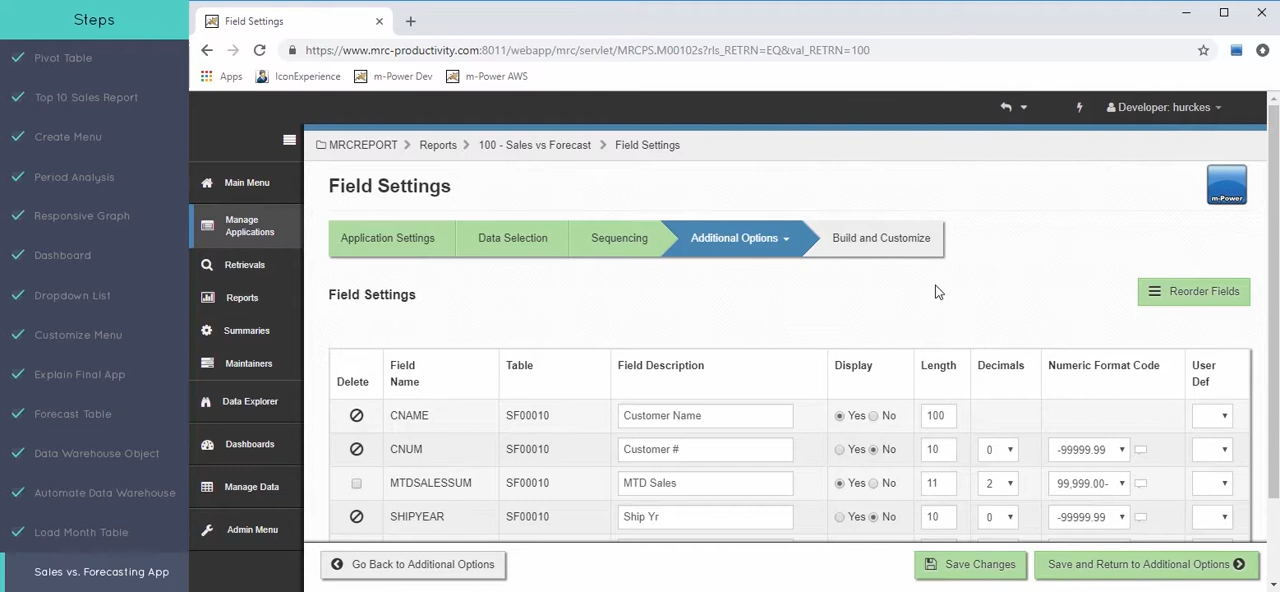 Steps
Pivot Table
Top 10 Sales Report
Create Menu
Period Analysis
Responsive Graph
Dashboard
Dropdown List
Customize Menu
Explain Final App
Forecast Table
Data Warehouse Object
Automate Data Warehouse
Load Month Table
Sales vs. Forecasting App
Field Settings
https://www.mrc-productivity.com:8011/webapp/mrc/servlet/MRCPS.M00102s?rls_RETRN=EQ&val_RETRN=100
Apps IconExperience m-Power Dev m-Power AWS
Developer: hurckes
Main Menu
Manage Applications
Retrievals
Reports
Summaries
Maintainers
Data Explorer
Dashboards
Manage Data
Admin Menu
MRCREPORT Reports 100 - Sales vs Forecast Field Settings
Field Settings
m-Power
Application Settings Data Selection Sequencing Additional Options Build and Customize
Field Settings
Reorder Fields
Delete Field Name Table Field Description Display Length Decimals Numeric Format Code User Def
CNAME SF00010 Customer Name Yes No 100
CNUM SF00010 Customer # Yes No 10 0 -99999.99
MTDSALESSUM SF00010 MTD Sales Yes No 11 2 99,999.00-
SHIPYEAR SF00010 Ship Yr Yes No 10 0 -99999.99
Go Back to Additional Options Save Changes Save and Return to Additional Options